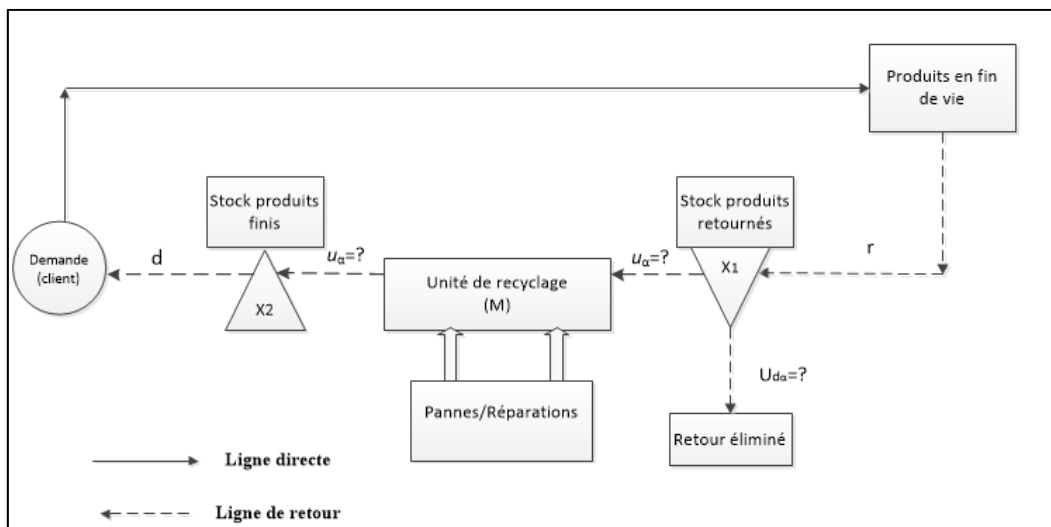 Produits en fin
de vie
Stock produits
finis
Stock produits
retournés
Demande
(client)
d
X2
uα=?
Unité de recyclage
(M)
uα=?
X1
r
Pannes/Réparations
Udα=?
Retour éliminé
Ligne directe
Ligne de retour